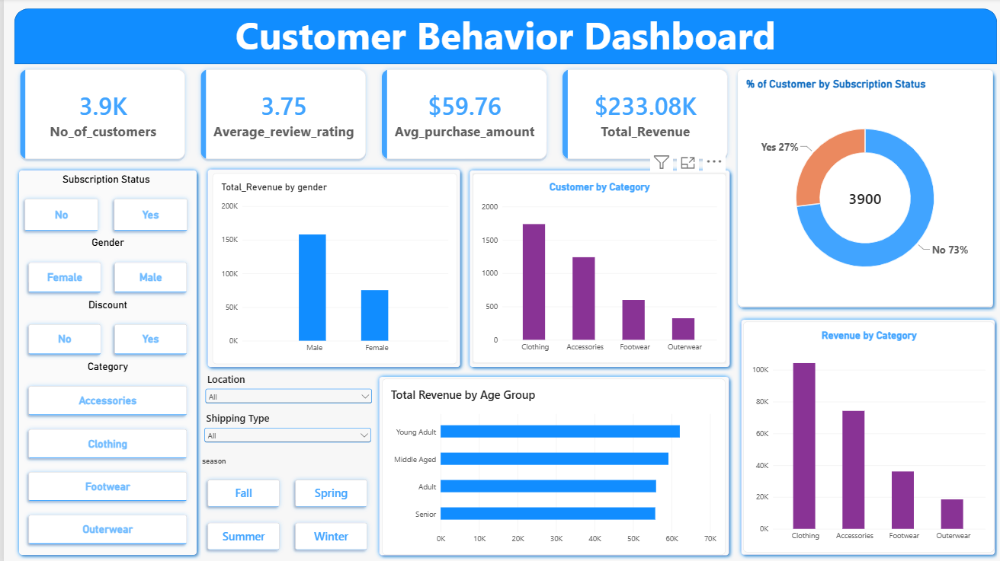 Customer Behavior Dashboard
3.9K
No_of_customers
3.75
Average_review_rating
$59.76
Avg_purchase_amount
$233.08K
Total_Revenue
% of Customer by Subscription Status
Yes 27%
3900
No 73%
Subscription Status
No Yes
Gender
Female Male
Discount
No Yes
Category
Accessories
Clothing
Footwear
Outerwear
Total_Revenue by gender
200K
150K
100K
50K
0K
Male Female
Customer by Category
2000
1500
1000
500
0
Clothing Accessories Footwear Outerwear
Location
All
Shipping Type
All
season
Fall Spring
Summer Winter
Total Revenue by Age Group
Young Adult
Middle Aged
Adult
Senior
0K 10K 20K 30K 40K 50K 60K 70K
Revenue by Category
100K
80K
60K
40K
20K
0K
Clothing Accessories Footwear Outerwear